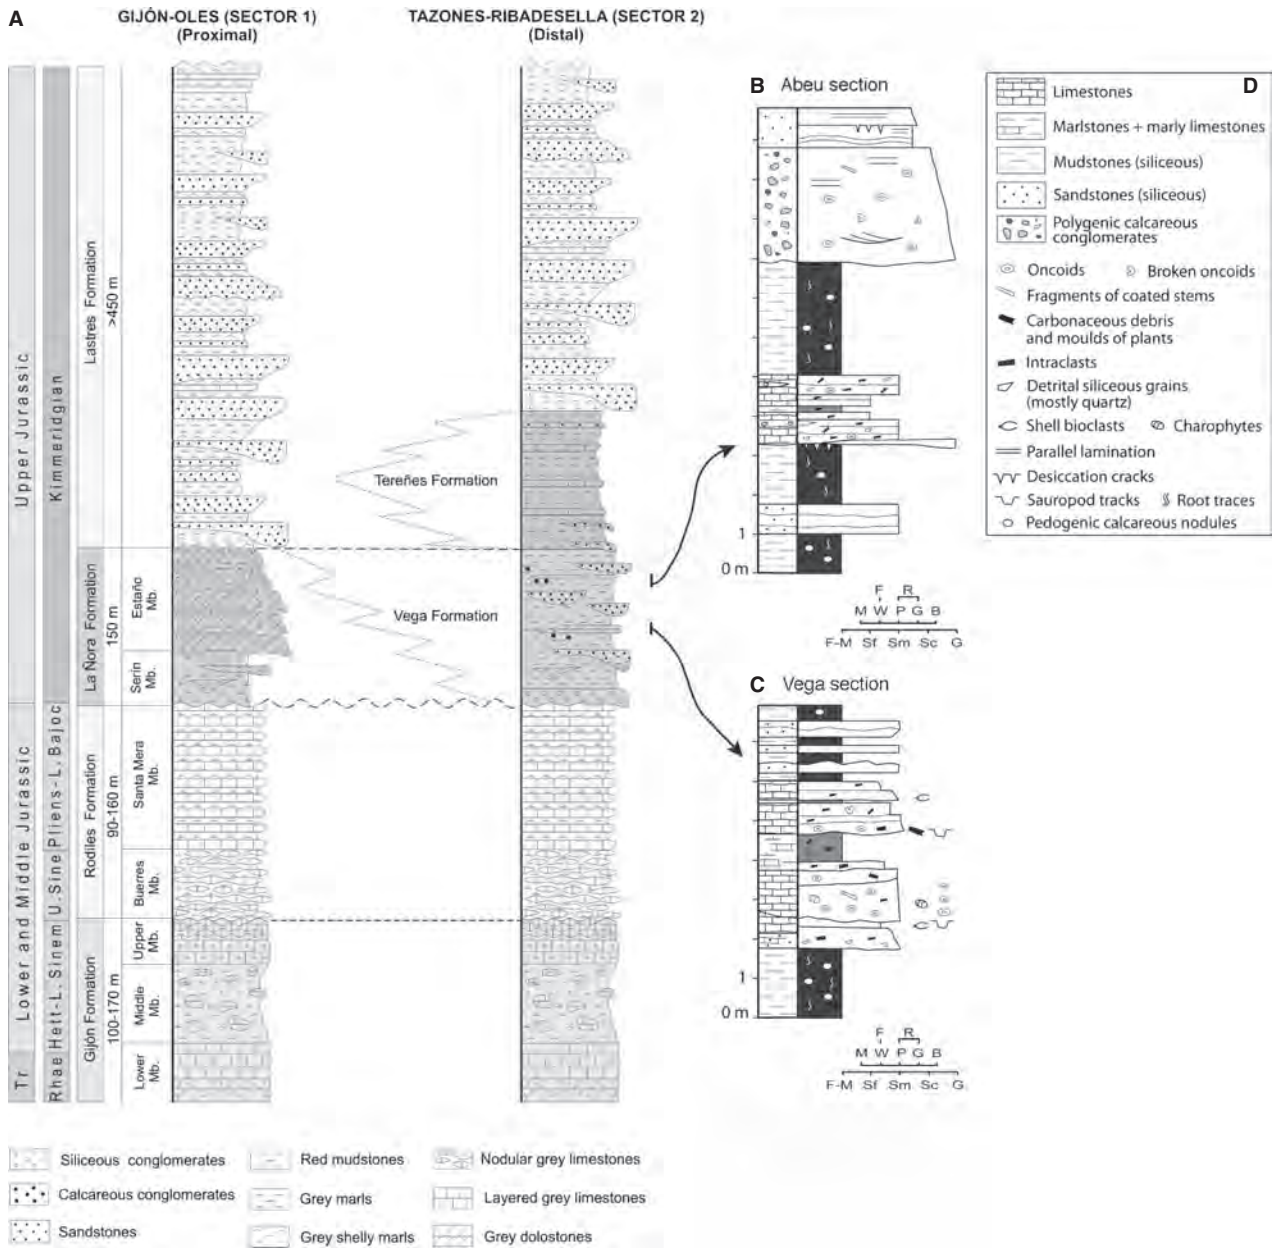 A
GIJÓN-OLES (SECTOR 1)
(Proximal)
TAZONES-RIBADESELLA (SECTOR 2)
(Distal)
Upper Jurassic
Lower and Middle Jurassic
Tr
Kimmeridgian
Pliens-L. Bajoc
U. Sine
Hett-L. Sinem
Rhae
Lastres Formation
>450 m
La Ñora Formation
150 m
Estaño
Mb.
Serín
Mb.
Rodiles Formation
90-160 m
Santa Mera
Mb.
Buerres
Mb.
Gijón Formation
100-170 m
Upper
Mb.
Middle
Mb.
Lower
Mb.
Tereñes Formation
Vega Formation
Siliceous conglomerates
Calcareous conglomerates
Sandstones
Red mudstones
Grey marls
Grey shelly marls
Nodular grey limestones
Layered grey limestones
Grey dolostones
B Abeu section
1
0 m
F R
M W P G B
F-M Sf Sm Sc G
C Vega section
1
0 m
F R
M W P G B
F-M Sf Sm Sc G
D
Limestones
Marlstones + marly limestones
Mudstones (siliceous)
Sandstones (siliceous)
Polygenic calcareous
conglomerates
Oncoids Broken oncoids
Fragments of coated stems
Carbonaceous debris
and moulds of plants
Intraclasts
Detrital siliceous grains
(mostly quartz)
Shell bioclasts Charophytes
Parallel lamination
Desiccation cracks
Sauropod tracks Root traces
Pedogenic calcareous nodules